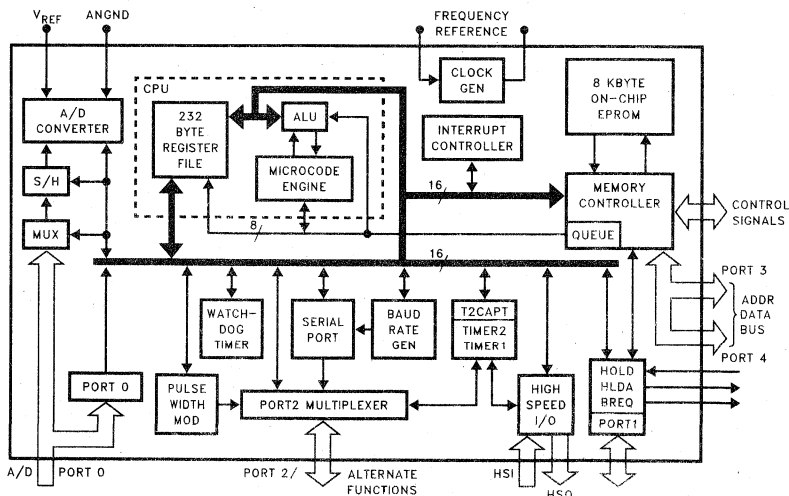 VREF
ANGND
FREQUENCY
REFERENCE
CPU
CLOCK
GEN
8 KBYTE
ON-CHIP
EPROM
A/D
CONVERTER
232
BYTE
REGISTER
FILE
ALU
INTERRUPT
CONTROLLER
S/H
MICROCODE
ENGINE
16
MEMORY
CONTROLLER
CONTROL
SIGNALS
MUX
8
QUEUE
16
PORT 3
ADDR
DATA
BUS
PORT 4
WATCH-
DOG
TIMER
SERIAL
PORT
BAUD
RATE
GEN
T2CAPT
TIMER2
TIMER1
PORT 0
PULSE
WIDTH
MOD
PORT2 MULTIPLEXER
HIGH
SPEED
I/O
HOLD
HLDA
BREQ
PORT1
A/D
PORT 0
PORT 2/
ALTERNATE
FUNCTIONS
HSI
HSO